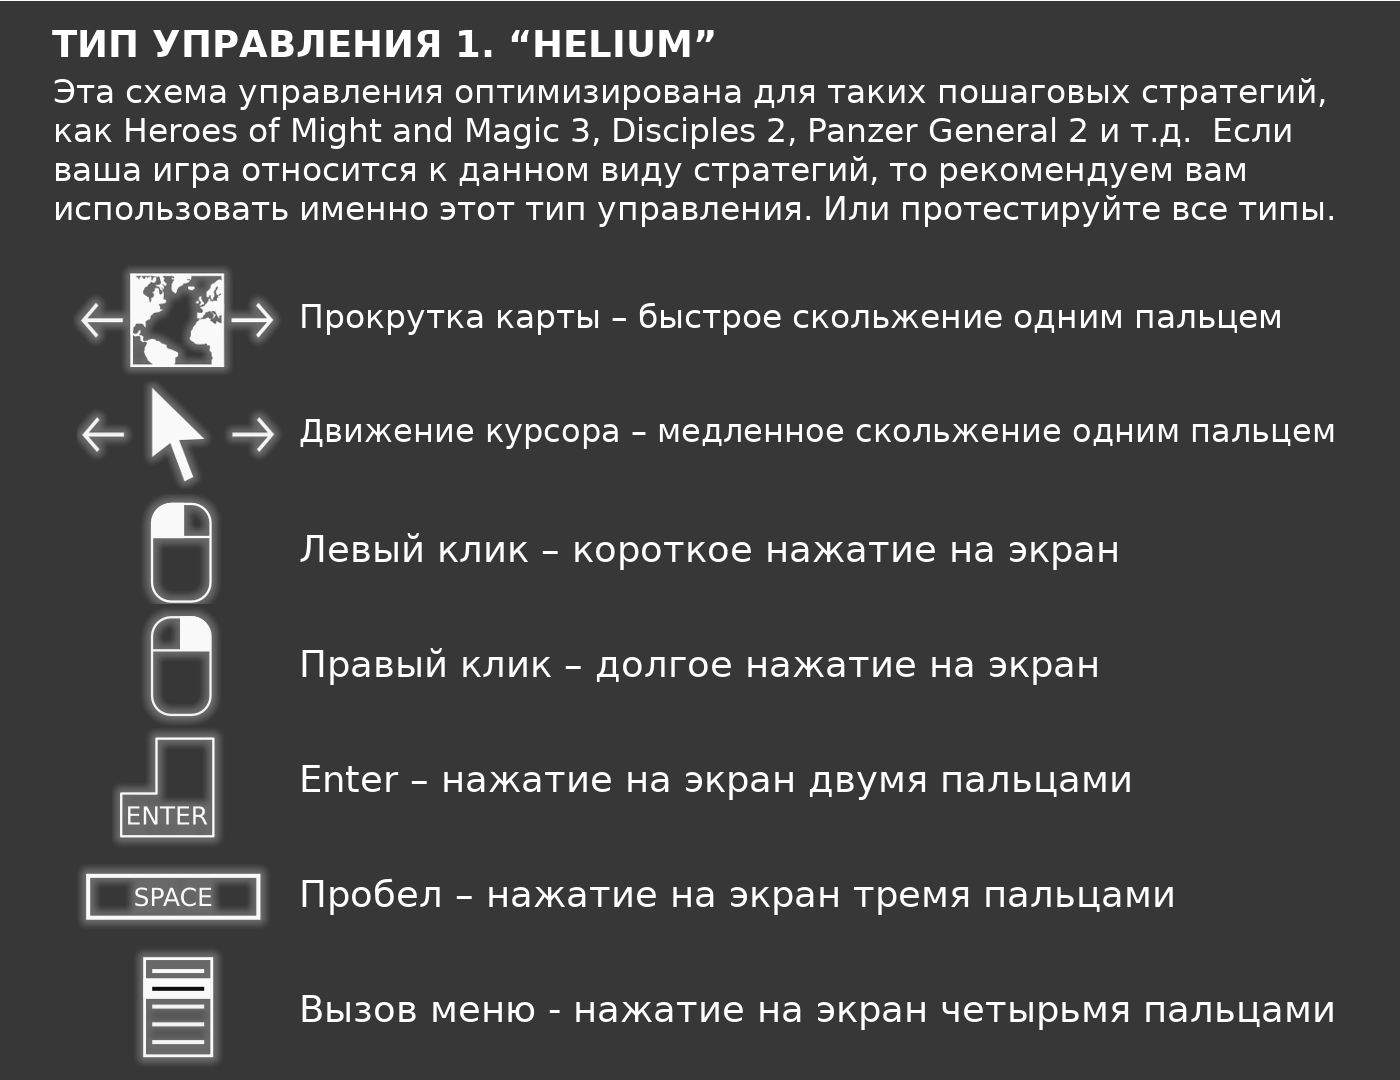 ТИП УПРАВЛЕНИЯ 1. “HELIUM”
Эта схема управления оптимизирована для таких пошаговых стратегий,
как Heroes of Might and Magic 3, Disciples 2, Panzer General 2 и т.д.  Если
ваша игра относится к данном виду стратегий, то рекомендуем вам
использовать именно этот тип управления. Или протестируйте все типы.
Прокрутка карты – быстрое скольжение одним пальцем
Движение курсора – медленное скольжение одним пальцем
Левый клик – короткое нажатие на экран
Правый клик – долгое нажатие на экран
ENTER
Enter – нажатие на экран двумя пальцами
SPACE
Пробел – нажатие на экран тремя пальцами
Вызов меню - нажатие на экран четырьмя пальцами